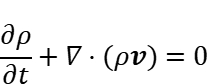 ∂ρ/∂t + ∇ · (ρ𝒗) = 0